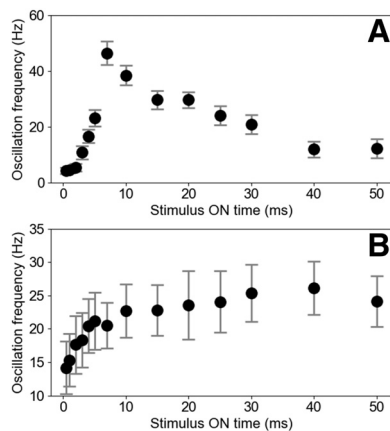 A
60
40
20
0
Oscillation frequency (Hz)
0 10 20 30 40 50
Stimulus ON time (ms)
B
35
30
25
20
15
10
Oscillation frequency (Hz)
0 10 20 30 40 50
Stimulus ON time (ms)